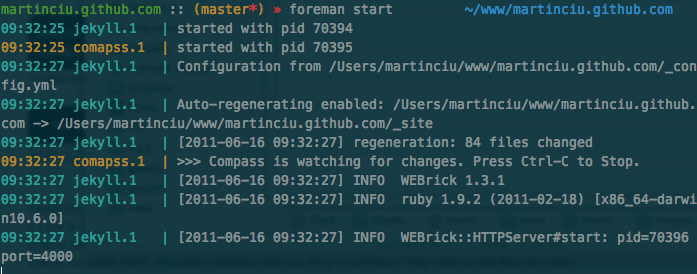 martinciu.github.com :: (master*) » foreman start ~/www/martinciu.github.com
09:32:25 jekyll.1 | started with pid 70394
09:32:25 comapss.1 | started with pid 70395
09:32:27 jekyll.1 | Configuration from /Users/martinciu/www/martinciu.github.com/_con
fig.yml
09:32:27 jekyll.1 | Auto-regenerating enabled: /Users/martinciu/www/martinciu.github.
com -> /Users/martinciu/www/martinciu.github.com/_site
09:32:27 jekyll.1 | [2011-06-16 09:32:27] regeneration: 84 files changed
09:32:27 comapss.1 | >>> Compass is watching for changes. Press Ctrl-C to Stop.
09:32:27 jekyll.1 | [2011-06-16 09:32:27] INFO WEBrick 1.3.1
09:32:27 jekyll.1 | [2011-06-16 09:32:27] INFO ruby 1.9.2 (2011-02-18) [x86_64-darwi
n10.6.0]
09:32:27 jekyll.1 | [2011-06-16 09:32:27] INFO WEBrick::HTTPServer#start: pid=70396
port=4000